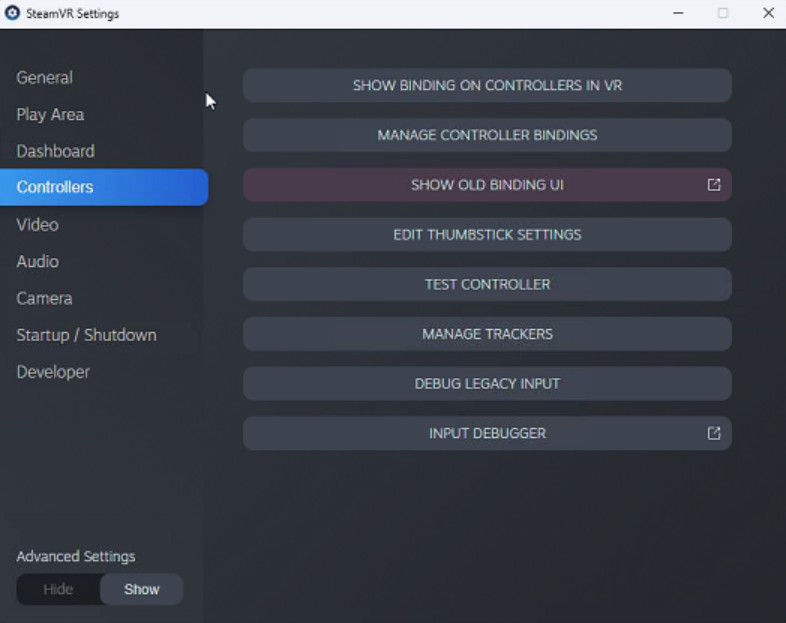 SteamVR Settings
General
Play Area
Dashboard
Controllers
Video
Audio
Camera
Startup / Shutdown
Developer
Advanced Settings
Hide Show
SHOW BINDING ON CONTROLLERS IN VR
MANAGE CONTROLLER BINDINGS
SHOW OLD BINDING UI
EDIT THUMBSTICK SETTINGS
TEST CONTROLLER
MANAGE TRACKERS
DEBUG LEGACY INPUT
INPUT DEBUGGER